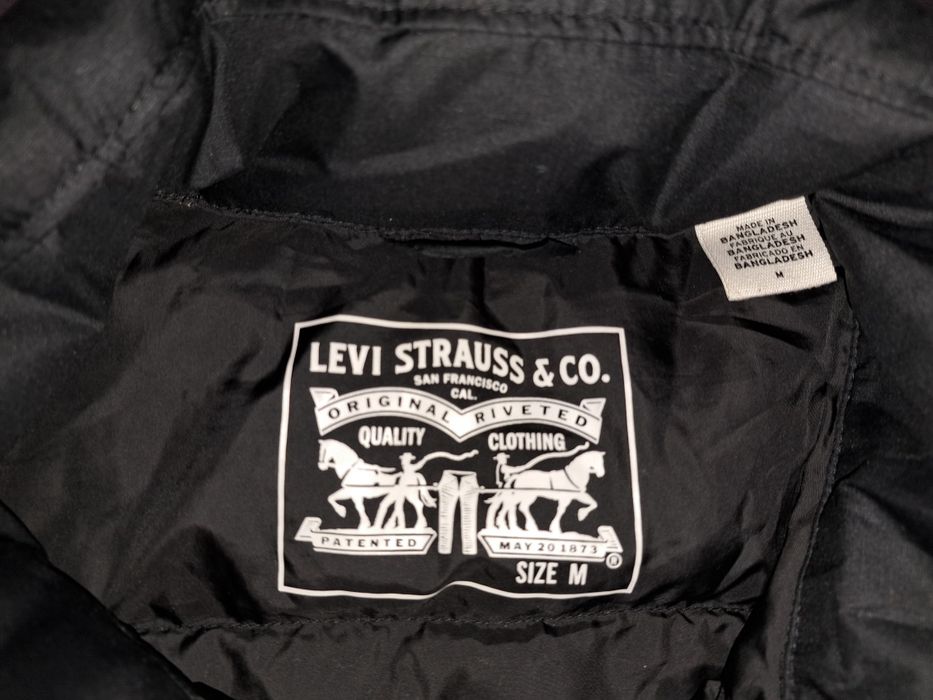 MADE IN
BANGLADESH
FABRIQUE AU
BANGLADESH
FABRICADO EN
BANGLADESH
M
LEVI STRAUSS & CO.
SAN FRANCISCO
CAL.
ORIGINAL RIVETED
QUALITY CLOTHING
PATENTED MAY 20 1873
®
SIZE M